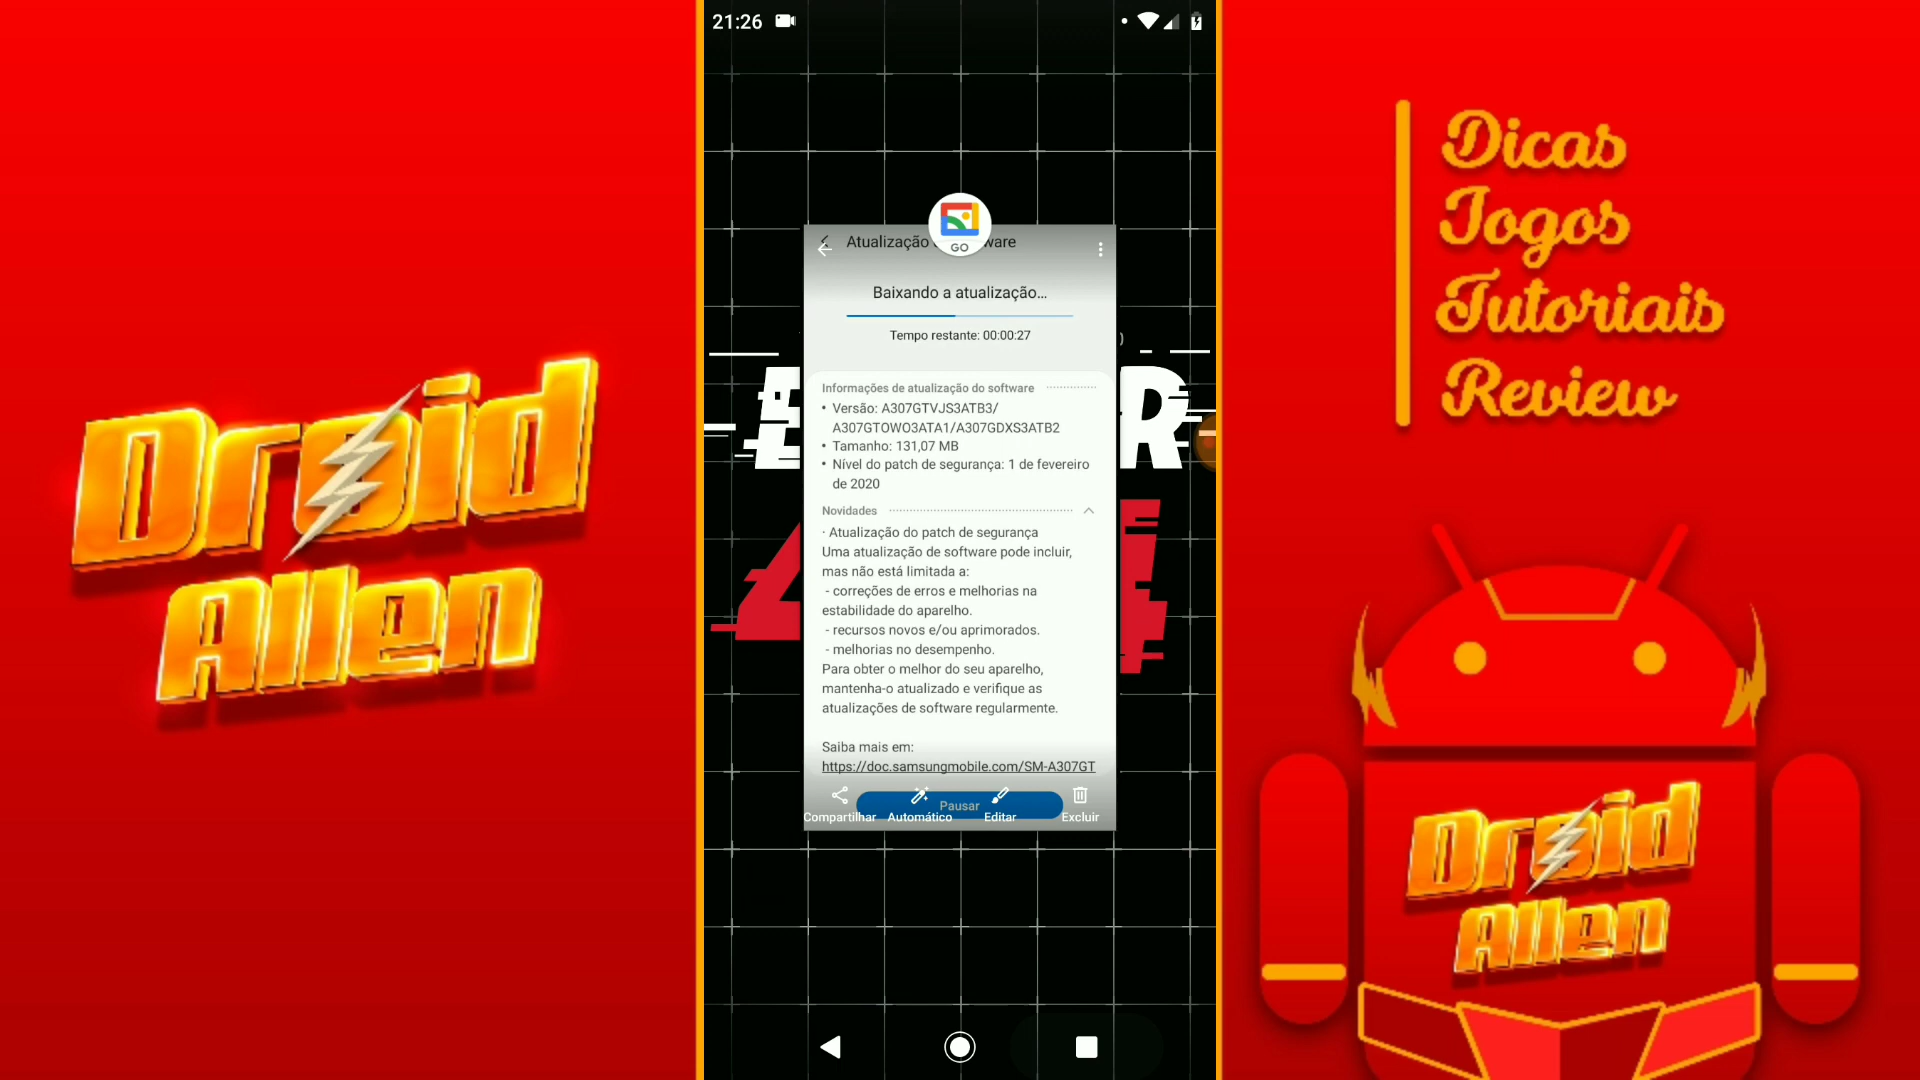 Droid
Allen
21:26
GO
Atualização
ware
Baixando a atualização...
Tempo restante: 00:00:27
Informações de atualização do software
• Versão: A307GTVJS3ATB3/
A307GTOWO3ATA1/A307GDXS3ATB2
• Tamanho: 131,07 MB
• Nível do patch de segurança: 1 de fevereiro
de 2020
Novidades
· Atualização do patch de segurança
Uma atualização de software pode incluir,
mas não está limitada a:
- correções de erros e melhorias na
estabilidade do aparelho.
- recursos novos e/ou aprimorados.
- melhorias no desempenho.
Para obter o melhor do seu aparelho,
mantenha-o atualizado e verifique as
atualizações de software regularmente.
Saiba mais em:
https://doc.samsungmobile.com/SM-A307GT
Pausar
Compartilhar Automático Editar Excluir
Dicas
Jogos
Tutoriais
Review
Droid
Allen